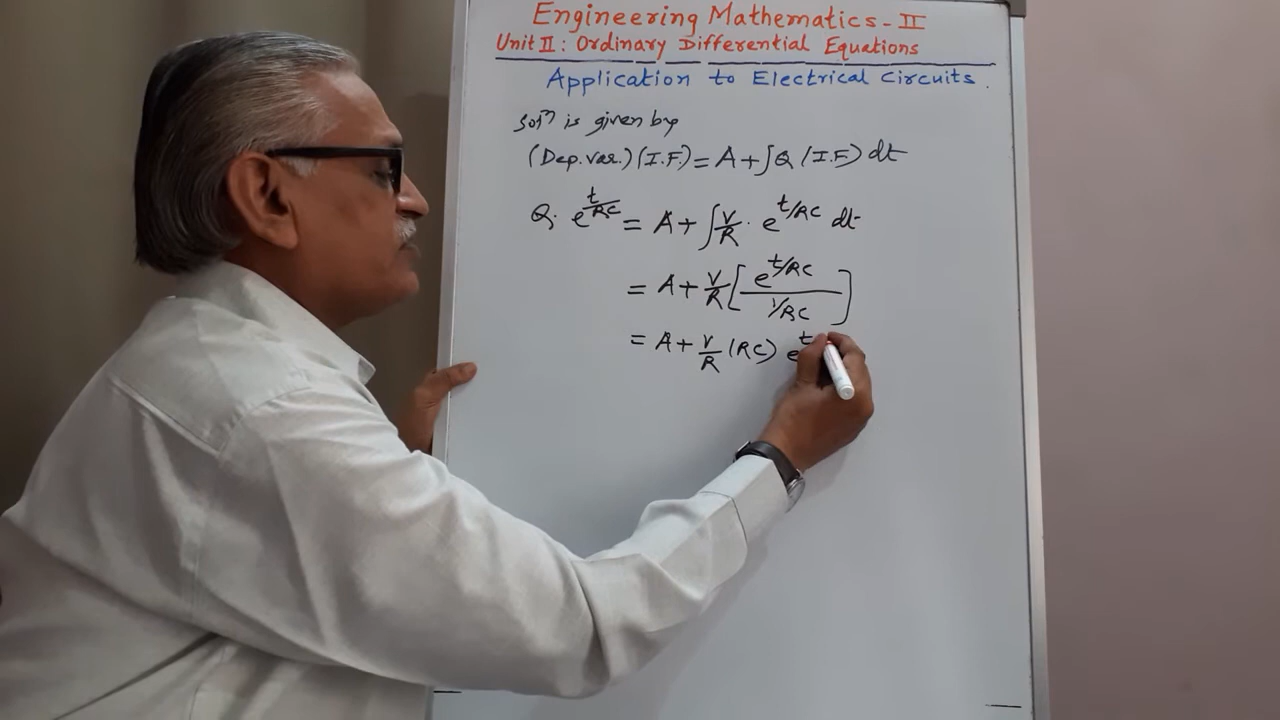 Engineering Mathematics - II
Unit II : Ordinary Differential Equations
Application to Electrical Circuits.
Solⁿ is given by
(Dep. var.) (I.F.) = A + ∫ Q (I.F.) dt
Q. e^(t/RC) = A + ∫ V/R . e^(t/RC) dt
= A + V/R [ e^(t/RC) / (1/RC) ]
= A + V/R (RC) e^t